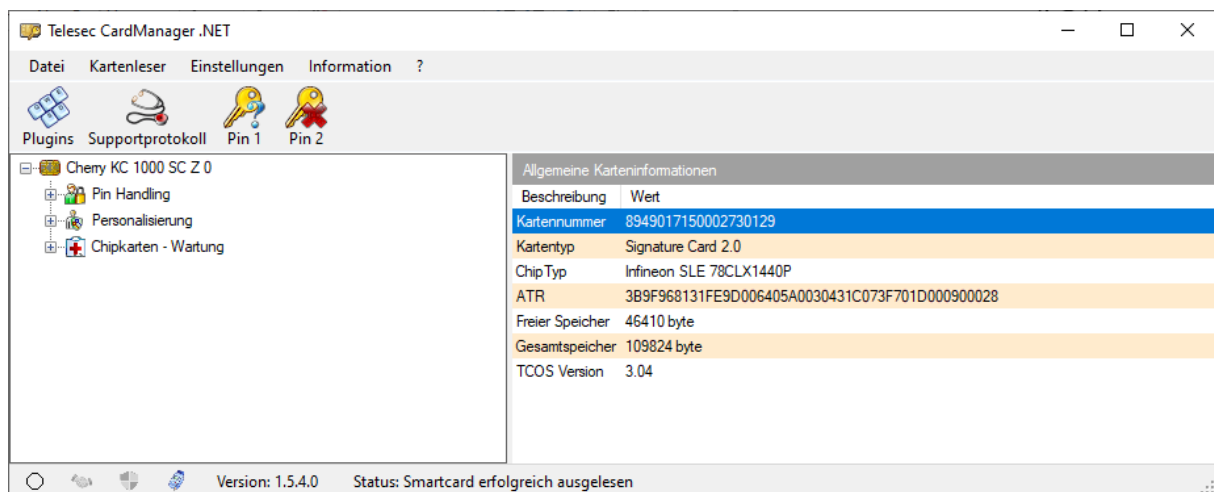 Telesec CardManager .NET
Datei Kartenleser Einstellungen Information ?
Plugins Supportprotokoll Pin 1 Pin 2
Cherry KC 1000 SC Z 0
Pin Handling
Personalisierung
Chipkarten - Wartung
Allgemeine Karteninformationen
Beschreibung Wert
Kartennummer 8949017150002730129
Kartentyp Signature Card 2.0
Chip Typ Infineon SLE 78CLX1440P
ATR 3B9F968131FE9D006405A0030431C073F701D000900028
Freier Speicher 46410 byte
Gesamtspeicher 109824 byte
TCOS Version 3.04
Version: 1.5.4.0 Status: Smartcard erfolgreich ausgelesen